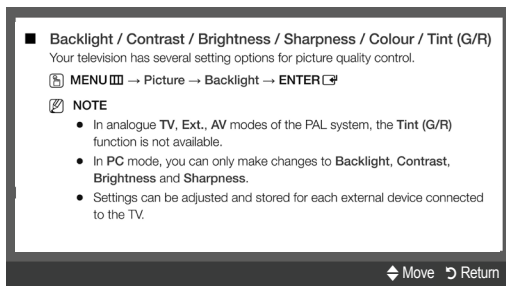 ■ Backlight / Contrast / Brightness / Sharpness / Colour / Tint (G/R)
Your television has several setting options for picture quality control.
MENU → Picture → Backlight → ENTER
NOTE
● In analogue TV, Ext., AV modes of the PAL system, the Tint (G/R)
function is not available.
● In PC mode, you can only make changes to Backlight, Contrast,
Brightness and Sharpness.
● Settings can be adjusted and stored for each external device connected
to the TV.
Move Return